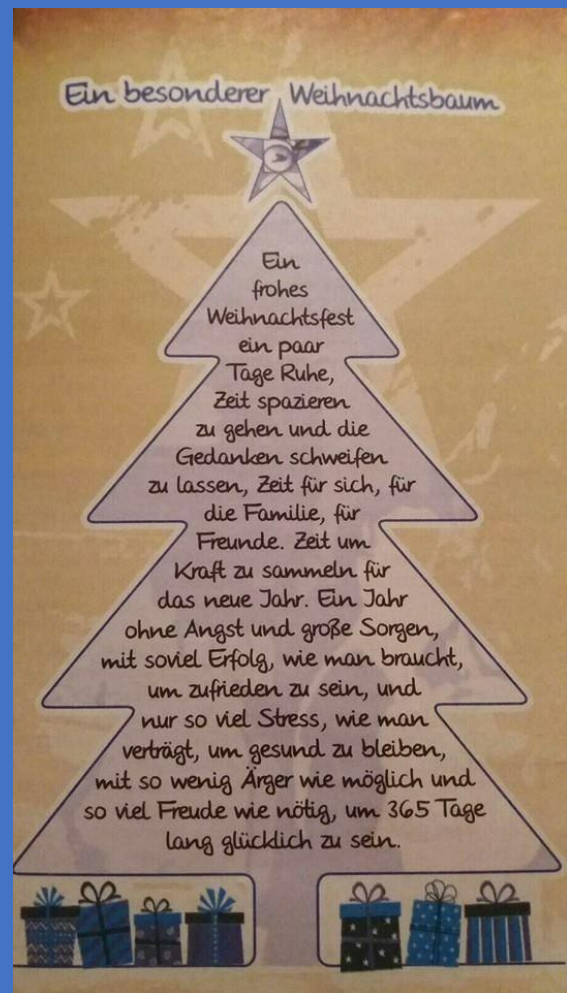 Ein besonderer Weihnachtsbaum
Ein
frohes
Weihnachtsfest
ein paar
Tage Ruhe,
Zeit spazieren
zu gehen und die
Gedanken schweifen
zu lassen, Zeit für sich, für
die Familie, für
Freunde. Zeit um
Kraft zu sammeln für
das neue Jahr. Ein Jahr
ohne Angst und große Sorgen,
mit soviel Erfolg, wie man braucht,
um zufrieden zu sein, und
nur so viel Stress, wie man
verträgt, um gesund zu bleiben,
mit so wenig Ärger wie möglich und
so viel Freude wie nötig, um 365 Tage
lang glücklich zu sein.